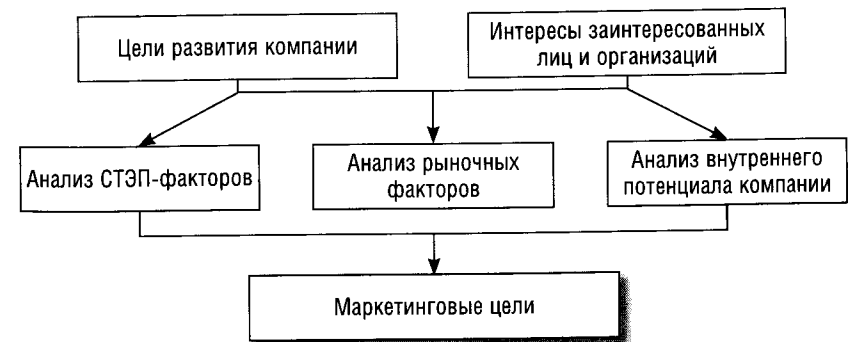 Цели развития компании
Интересы заинтересованных
лиц и организаций
Анализ СТЭП-факторов
Анализ рыночных
факторов
Анализ внутреннего
потенциала компании
Маркетинговые цели